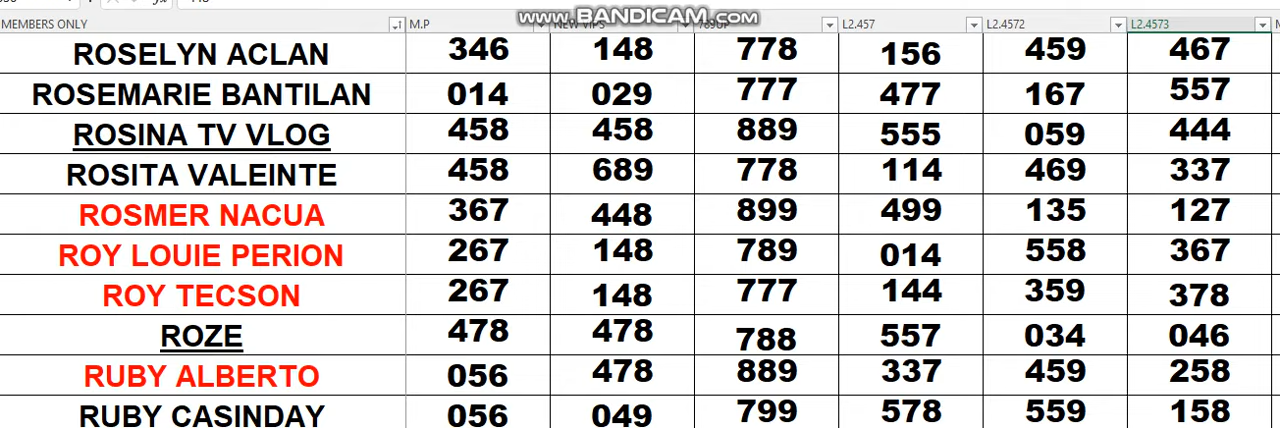 www.BANDICAM.com
MEMBERS ONLY M.P NEW VIPS 789GP L2.457 L2.4572 L2.4573
ROSELYN ACLAN 346 148 778 156 459 467
ROSEMARIE BANTILAN 014 029 777 477 167 557
ROSINA TV VLOG 458 458 889 555 059 444
ROSITA VALEINTE 458 689 778 114 469 337
ROSMER NACUA 367 448 899 499 135 127
ROY LOUIE PERION 267 148 789 014 558 367
ROY TECSON 267 148 777 144 359 378
ROZE 478 478 788 557 034 046
RUBY ALBERTO 056 478 889 337 459 258
RUBY CASINDAY 056 049 799 578 559 158